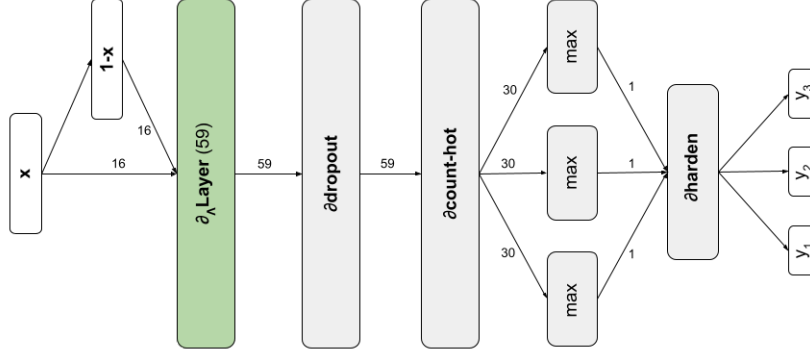 x
1-x
16
16
∂∧Layer (59)
59
∂dropout
59
∂count-hot
30
30
30
max
max
max
1
1
1
∂harden
y3
y2
y1